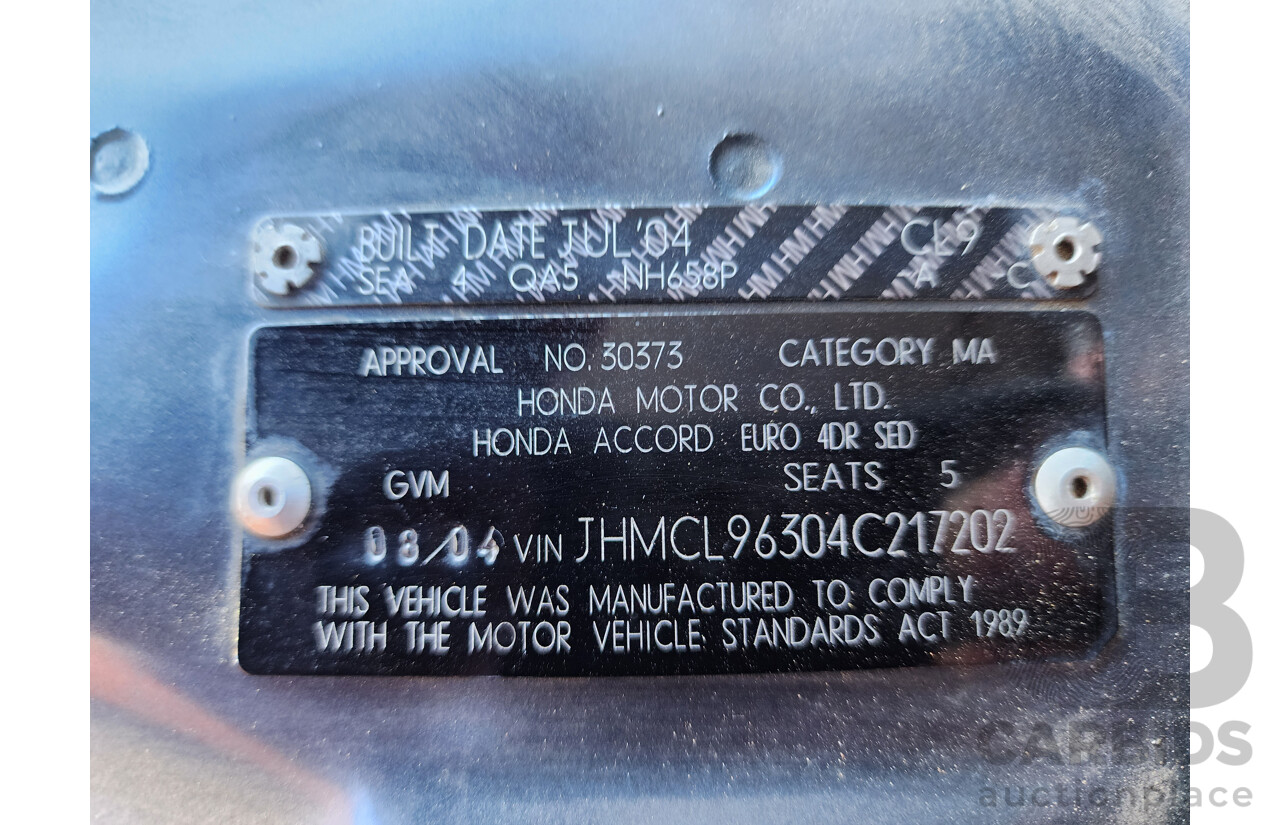 BUILT DATE JUL '04 CL9
SEA 4 QA5 NH658P A C
APPROVAL NO. 30373 CATEGORY MA
HONDA MOTOR CO., LTD.
HONDA ACCORD EURO 4DR SED
GVM SEATS 5
08/04 VIN JHMCL96304C217202
THIS VEHICLE WAS MANUFACTURED TO COMPLY
WITH THE MOTOR VEHICLE STANDARDS ACT 1989
CARBIDS
auctionplace